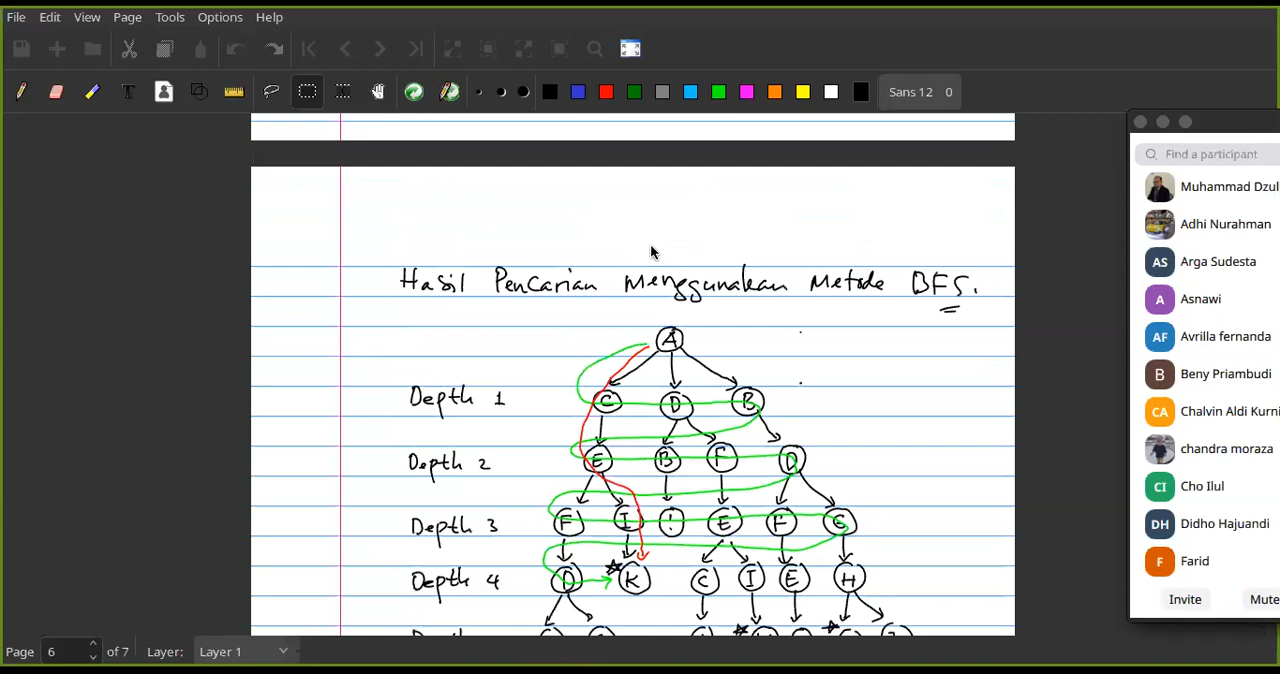 File Edit View Page Tools Options Help
Sans 12 0
Find a participant
Muhammad Dzul
Adhi Nurahman
AS Arga Sudesta
A Asnawi
AF Avrilla fernanda
B Beny Priambudi
CA Chalvin Aldi Kurni
chandra moraza
CI Cho Ilul
DH Didho Hajuandi
F Farid
Invite Mute
Hasil Pencarian Menggunakan Metode BFS.
A
Depth 1 C D B
Depth 2 E B F D
Depth 3 F I ! E F
Depth 4 D K C I E H
Page 6 of 7 Layer: Layer 1